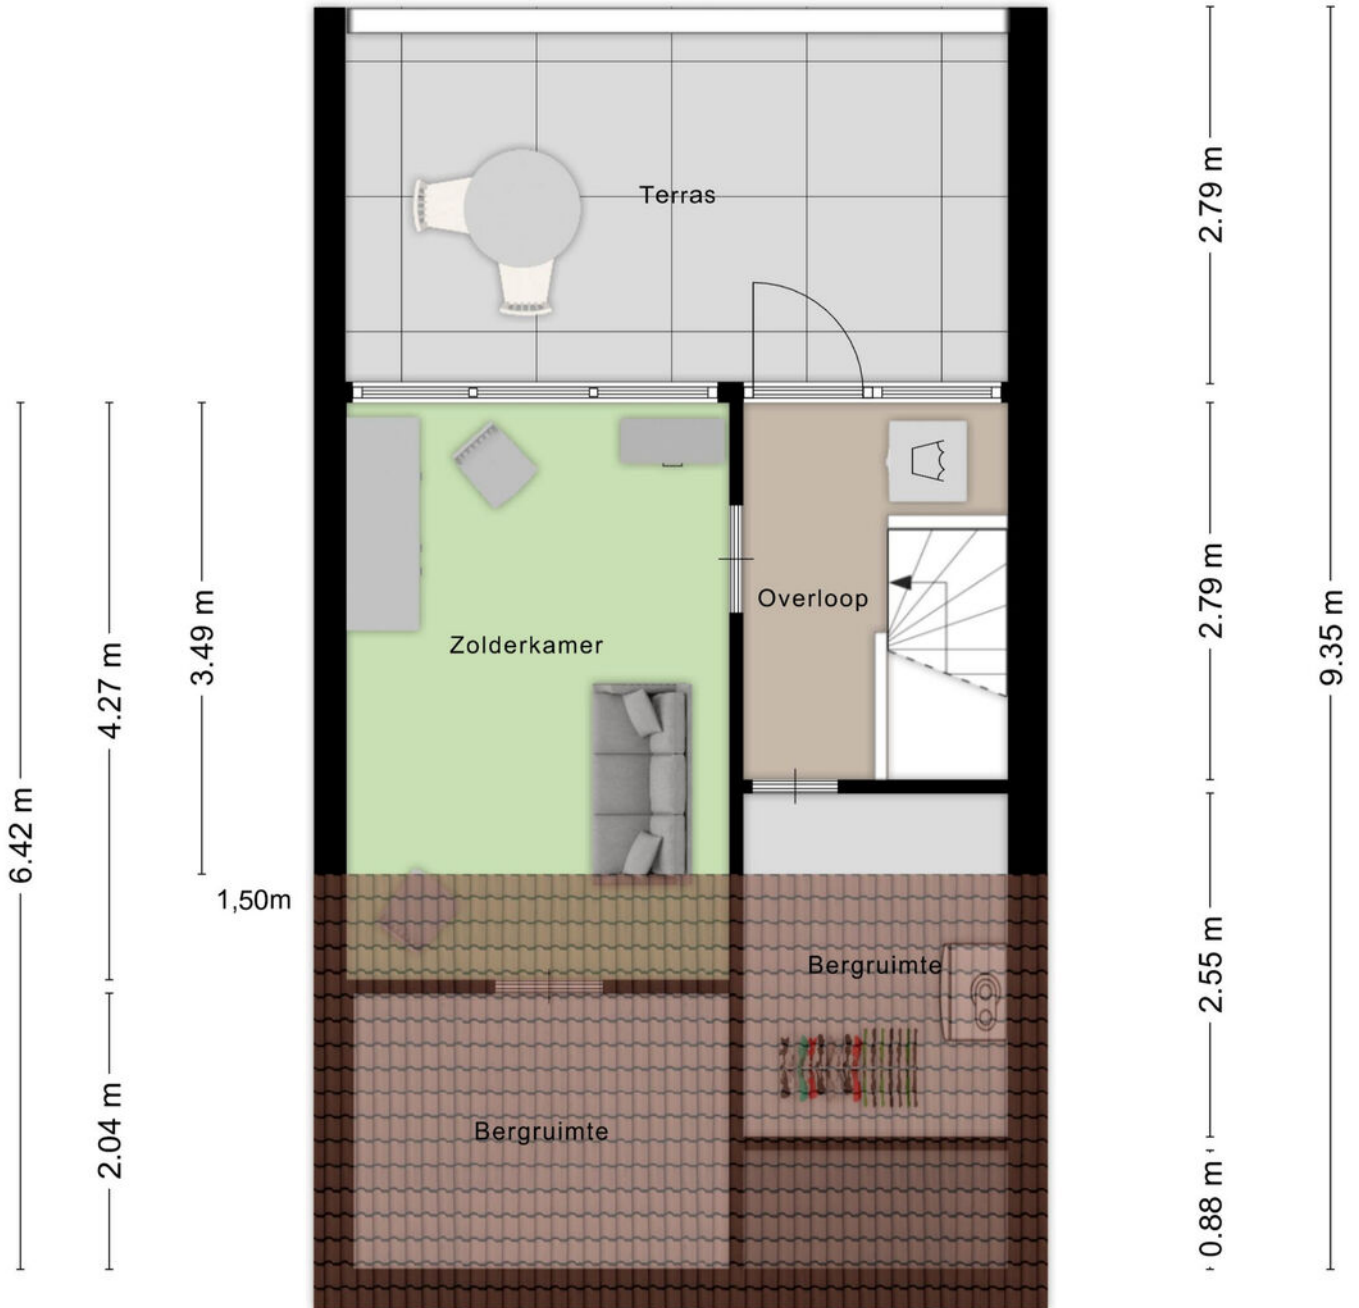 Terras
2.79 m
Overloop
2.79 m
9.35 m
Zolderkamer
3.49 m
4.27 m
6.42 m
1,50m
Bergruimte
2.55 m
Bergruimte
2.04 m
0.88 m